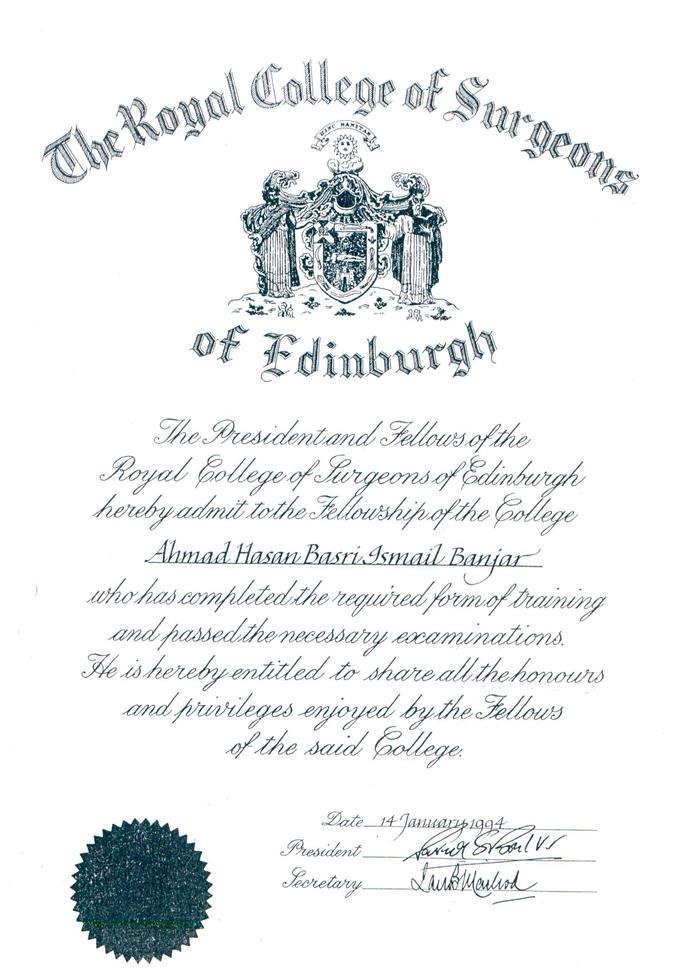 The Royal College of Surgeons
HINC SANITAS
of Edinburgh
The President and Fellows of the
Royal College of Surgeons of Edinburgh
hereby admit to the Fellowship of the College
Ahmad Hasan Basri Ismail Banjar
who has completed the required form of training
and passed the necessary examinations.
He is hereby entitled to share all the honours
and privileges enjoyed by the Fellows
of the said College.
Date 14 January 1994
President
Secretary